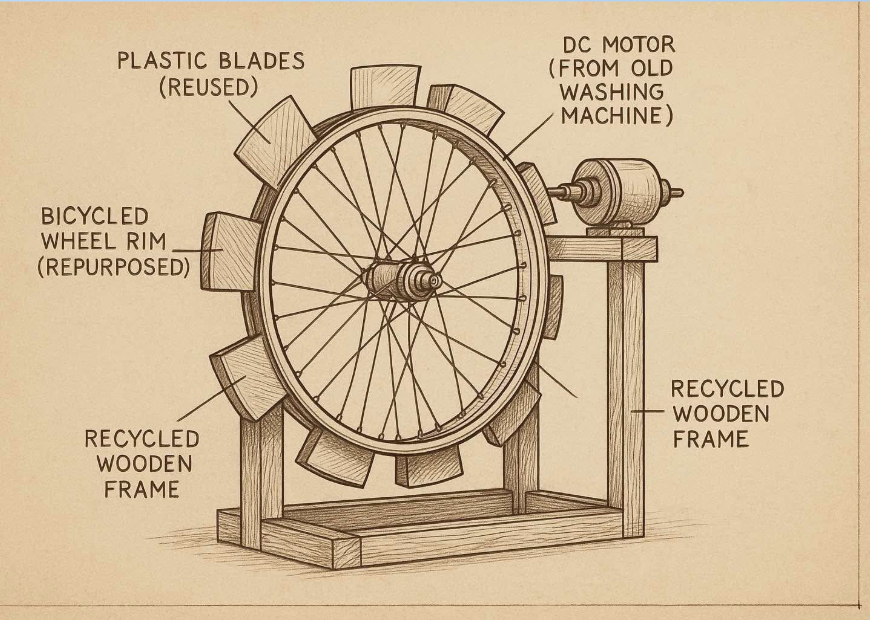 PLASTIC BLADES
(REUSED)
DC MOTOR
(FROM OLD
WASHING
MACHINE)
BICYCLED
WHEEL RIM
(REPURPOSED)
RECYCLED
WOODEN
FRAME
RECYCLED
WOODEN
FRAME